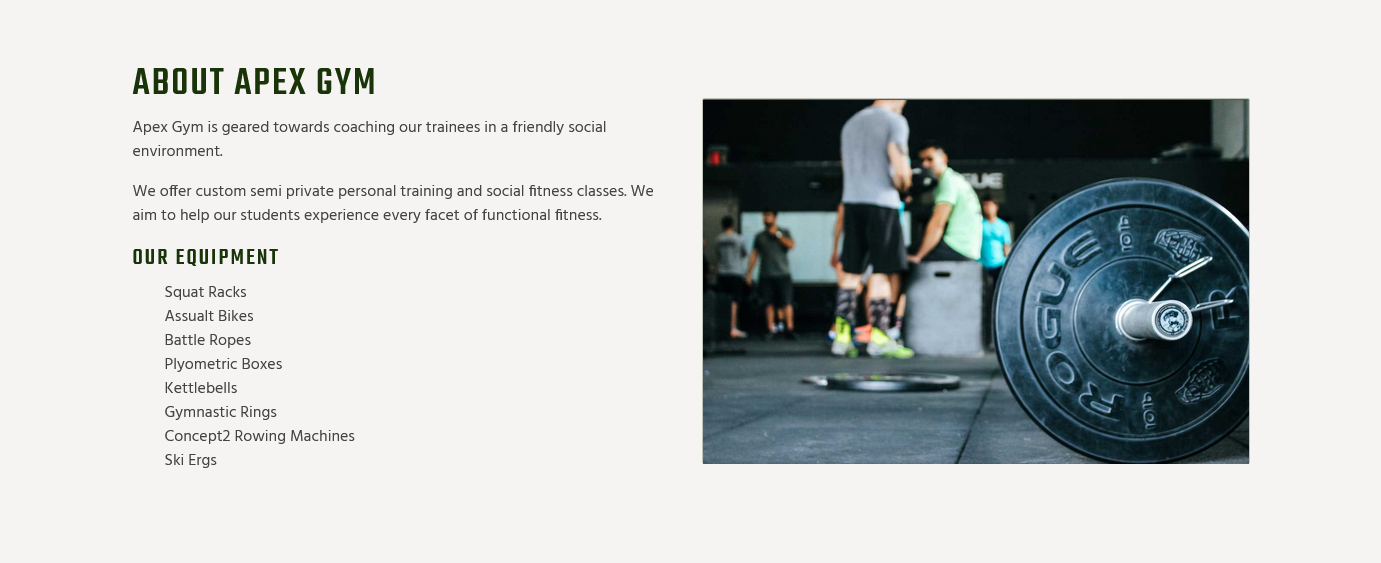 ABOUT APEX GYM
Apex Gym is geared towards coaching our trainees in a friendly social
environment.
We offer custom semi private personal training and social fitness classes. We
aim to help our students experience every facet of functional fitness.
OUR EQUIPMENT
Squat Racks
Assualt Bikes
Battle Ropes
Plyometric Boxes
Kettlebells
Gymnastic Rings
Concept2 Rowing Machines
Ski Ergs
ROGUE